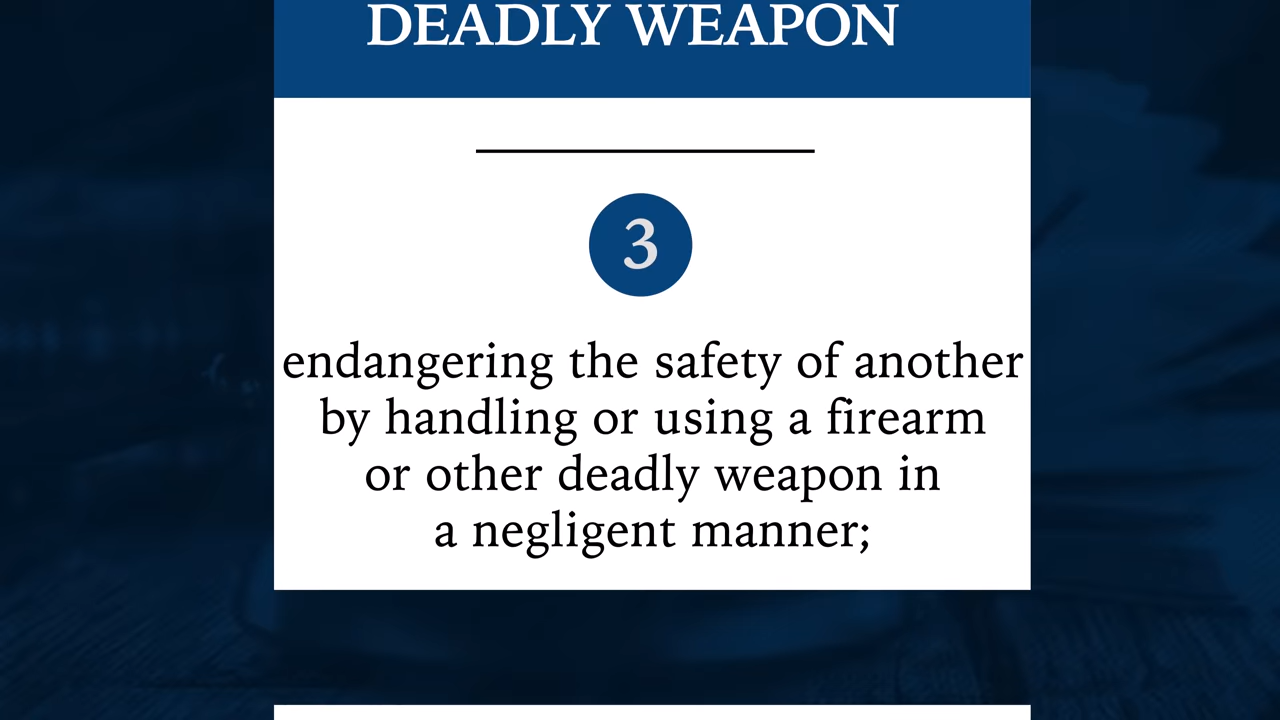 DEADLY WEAPON
3
endangering the safety of another
by handling or using a firearm
or other deadly weapon in
a negligent manner;